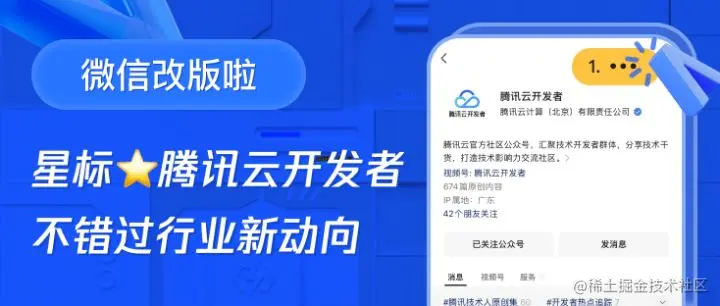 微信改版啦
星标⭐腾讯云开发者
不错过行业新动向
1. •••
腾讯云开发者
腾讯云开发者
腾讯云计算（北京）有限责任公司
腾讯云官方社区公众号，汇聚技术开发者群体，分享技术干
货，打造技术影响力交流社区。>
视频号: 腾讯云开发者
674篇原创内容
IP属地：广东
42个朋友关注
已关注公众号
发消息
消息 视频号 服务
#腾讯技术人原创集 60
#开发者热点追踪 7
@稀土掘金技术社区